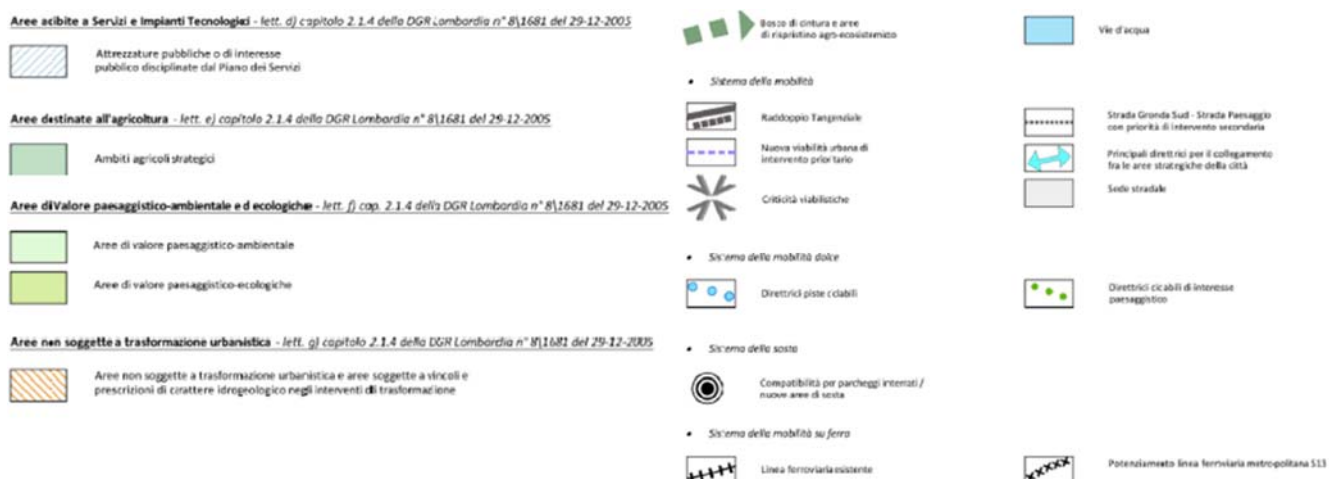 Aree acibite a Servizi e Impianti Tecnologici - lett. d) capitolo 2.1.4 della DGR Lombardia n° 8\1681 del 29-12-2005
Attrezzature pubbliche o di interesse
pubblico disciplinate dal Piano dei Servizi
Aree destinate all'agricoltura - lett. e) capitolo 2.1.4 della DGR Lombardia n° 8\1681 del 29-12-2005
Ambiti agricoli strategici
Aree di Valore paesaggistico-ambientale ed ecologiche - lett. f) cap. 2.1.4 della DGR Lombardia n° 8\1681 del 29-12-2005
Aree di valore paesaggistico-ambientale
Aree di valore paesaggistico-ecologiche
Aree non soggette a trasformazione urbanistica - lett. g) capitolo 2.1.4 della DGR Lombardia n° 8\1681 del 29-12-2005
Aree non soggette a trasformazione urbanistica e aree soggette a vincoli e
prescrizioni di carattere idrogeologico negli interventi di trasformazione
Bosco di cintura e aree
di rispristino agro-ecosistemico
Vie d'acqua
• Sistema della mobilità
Raddoppio Tangenziale
Strada Gronda Sud - Strada Paesaggio
con priorità di intervento secondaria
Nuova viabilità urbana di
intervento prioritario
Principali direttrici per il collegamento
fra le aree strategiche della città
Criticità viabilistiche
Sede stradale
• Sistema della mobilità dolce
Direttrici piste ciclabili
Direttrici cicabili di interesse
paesaggistico
• Sistema della sosta
Compatibilità per parcheggi interrati /
nuove aree di sosta
• Sistema della mobilità su ferro
Linea ferroviaria esistente
Potenziamento linea ferroviaria metropolitana S13